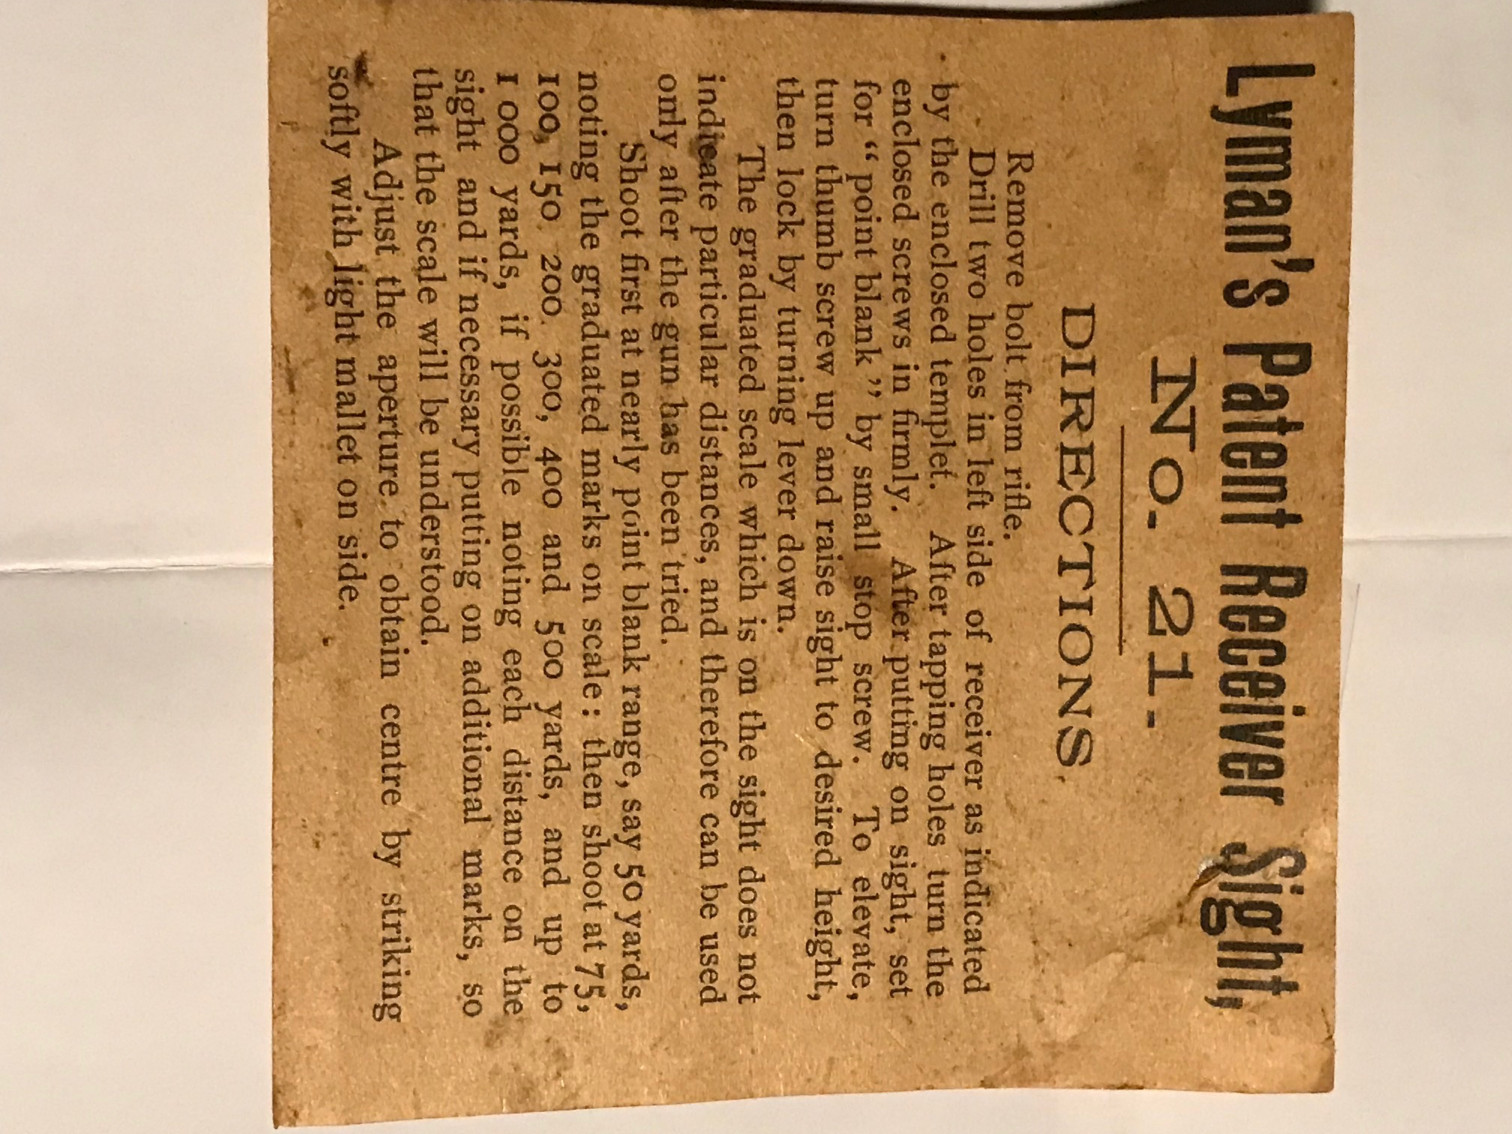 Lyman's Patent Receiver Sight,
No. 21.
DIRECTIONS.
Remove bolt from rifle.
Drill two holes in left side of receiver as indicated
by the enclosed templet. After tapping holes turn the
enclosed screws in firmly. After putting on sight, set
for “ point blank ” by small stop screw. To elevate,
turn thumb screw up and raise sight to desired height,
then lock by turning lever down.
The graduated scale which is on the sight does not
indicate particular distances, and therefore can be used
only after the gun has been tried.
Shoot first at nearly point blank range, say 50 yards,
noting the graduated marks on scale : then shoot at 75,
100, 150. 200. 300, 400 and 500 yards, and up to
1 000 yards, if possible noting each distance on the
sight and if necessary putting on additional marks, so
that the scale will be understood.
Adjust the aperture to obtain centre by striking
softly with light mallet on side.